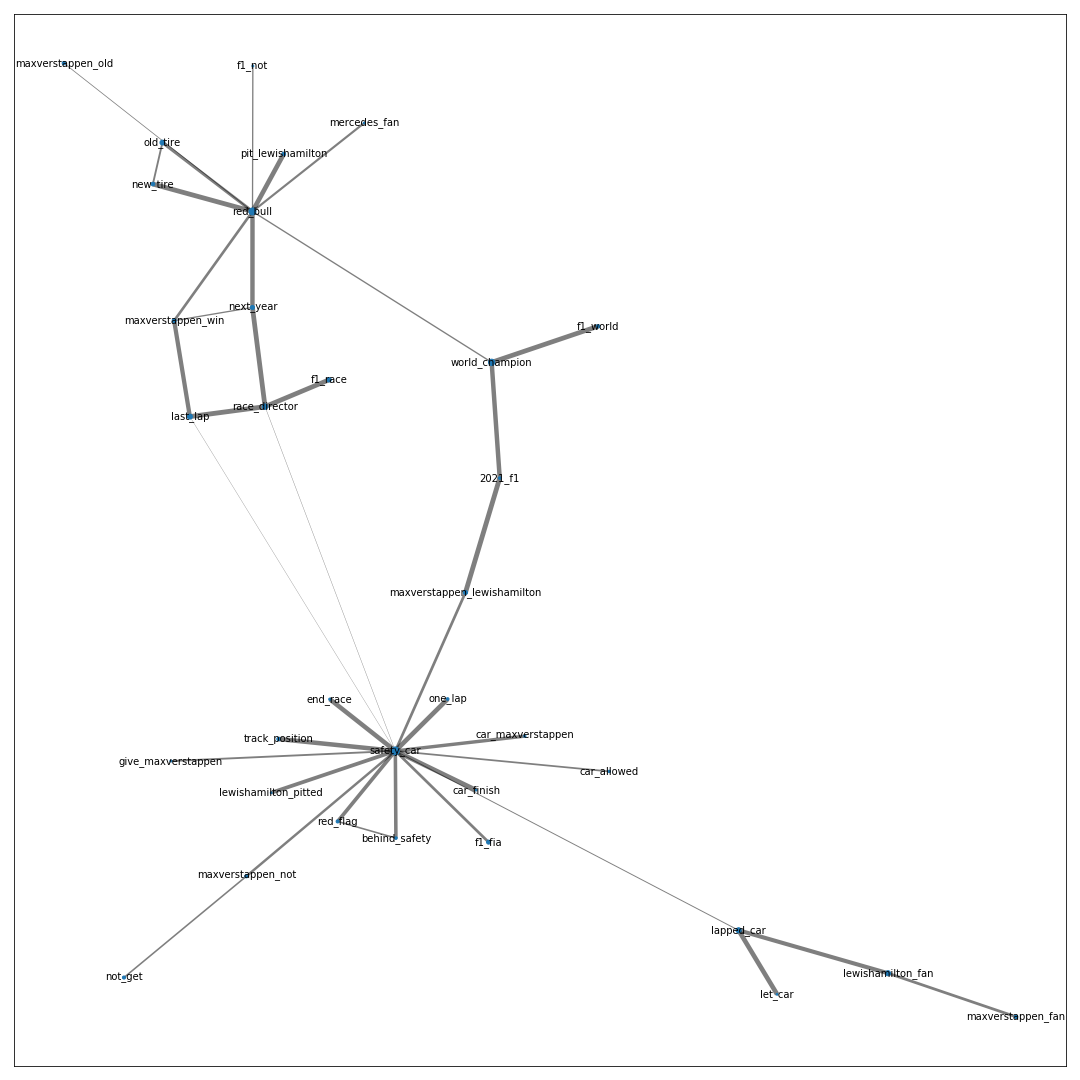 maxverstappen_old
f1_not
mercedes_fan
old_tire
pit_lewishamilton
new_tire
red_bull
next_year
maxverstappen_win
f1_world
world_champion
f1_race
race_director
last_lap
2021_f1
maxverstappen_lewishamilton
end_race
one_lap
track_position
car_maxverstappen
safety_car
give_maxverstappen
car_allowed
lewishamilton_pitted
car_finish
red_flag
behind_safety
f1_fia
maxverstappen_not
lapped_car
not_get
lewishamilton_fan
let_car
maxverstappen_fan